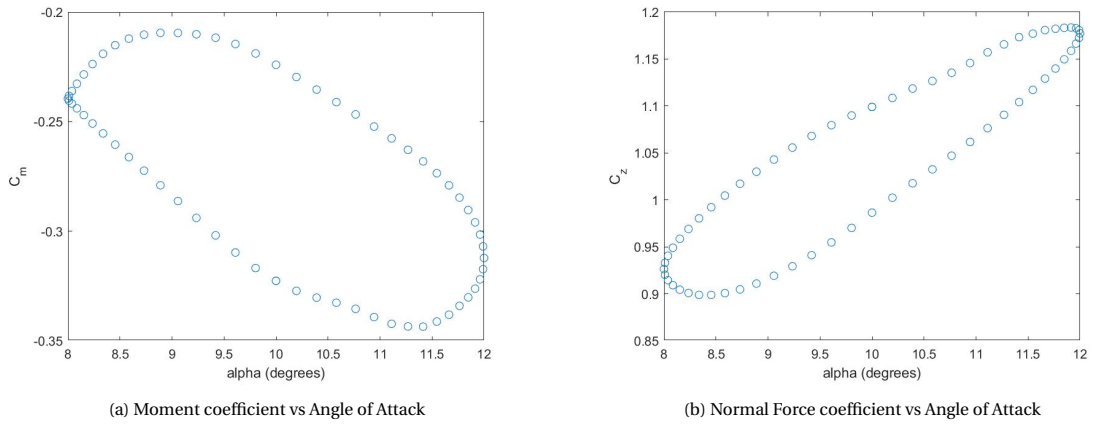 -0.2
-0.25
-0.3
-0.35
C_m
8 8.5 9 9.5 10 10.5 11 11.5 12
alpha (degrees)
(a) Moment coefficient vs Angle of Attack
1.2
1.15
1.1
1.05
1
0.95
0.9
0.85
C_z
8 8.5 9 9.5 10 10.5 11 11.5 12
alpha (degrees)
(b) Normal Force coefficient vs Angle of Attack